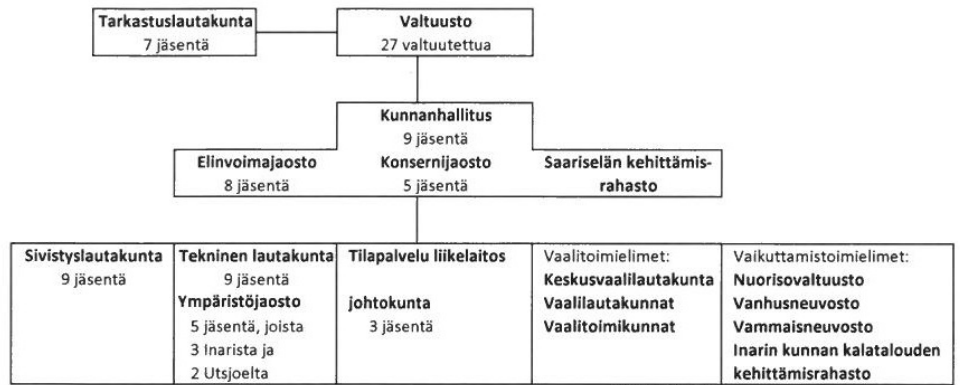 Tarkastuslautakunta
7 jäsentä
Valtuusto
27 valtuutettua
Kunnanhallitus
9 jäsentä
Elinvoimajaosto
8 jäsentä
Konsernijaosto
5 jäsentä
Saariselän kehittämis-
rahasto
Sivistyslautakunta
9 jäsentä
Tekninen lautakunta
9 jäsentä
Ympäristöjaosto
5 jäsentä, joista
3 Inarista ja
2 Utsjoelta
Tilapalvelu liikelaitos
johtokunta
3 jäsentä
Vaalitoimielimet:
Keskusvaalilautakunta
Vaalilautakunnat
Vaalitoimikunnat
Vaikuttamistoimielimet:
Nuorisovaltuusto
Vanhusneuvosto
Vammaisneuvosto
Inarin kunnan kalatalouden
kehittämisrahasto